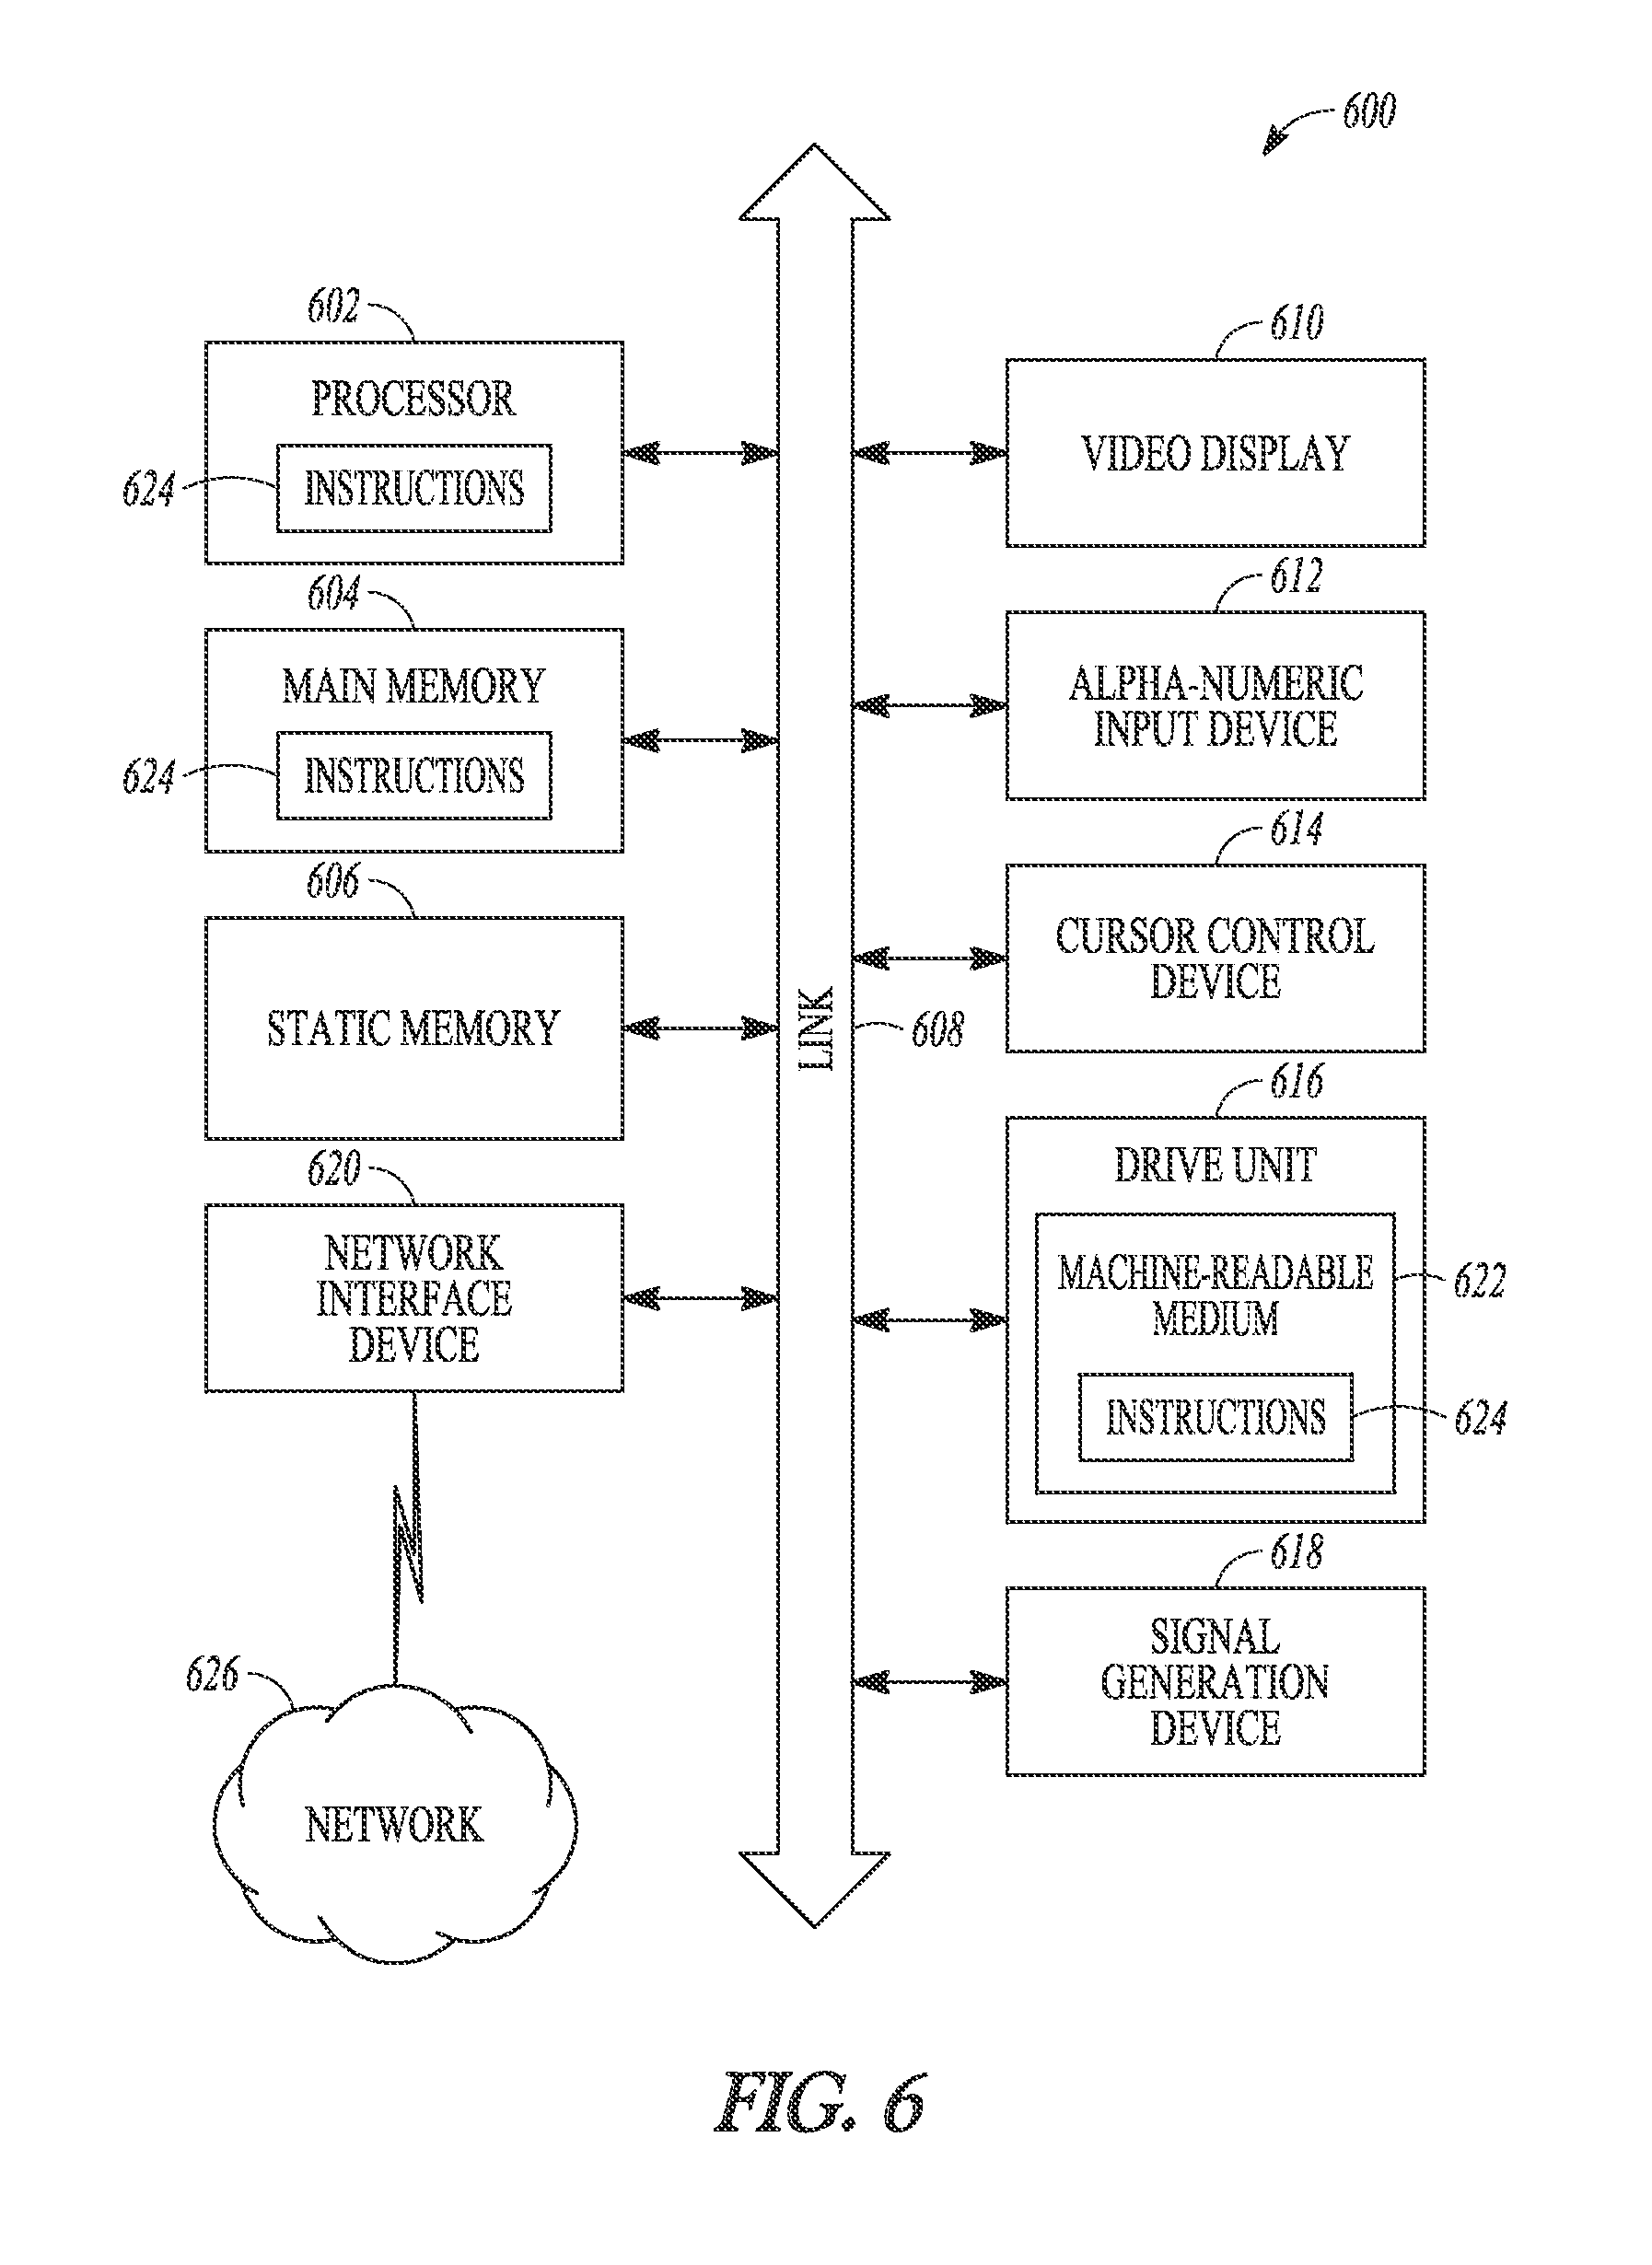 600
602
PROCESSOR
624
INSTRUCTIONS
604
MAIN MEMORY
624
INSTRUCTIONS
606
STATIC MEMORY
620
NETWORK
INTERFACE
DEVICE
626
NETWORK
LINK
608
610
VIDEO DISPLAY
612
ALPHA-NUMERIC
INPUT DEVICE
614
CURSOR CONTROL
DEVICE
616
DRIVE UNIT
MACHINE-READABLE
MEDIUM
622
INSTRUCTIONS
624
618
SIGNAL
GENERATION
DEVICE
FIG. 6